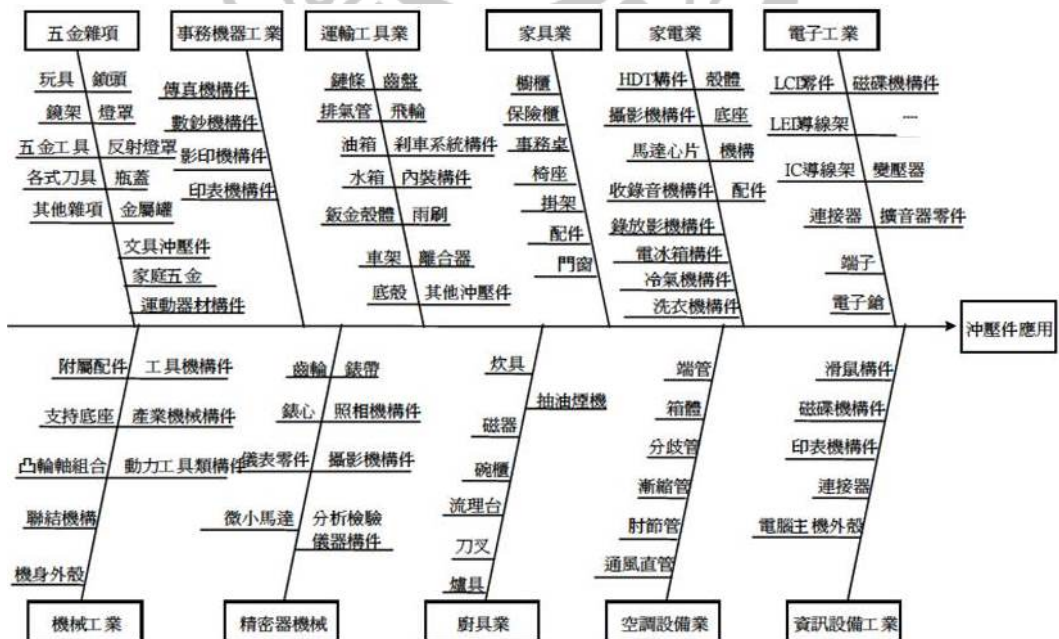 五金雜項 事務機器工業 運輸工具業 家具業 家電業 電子工業
玩具 鏡頭
鏡架 燈罩
五金工具 反射燈罩
各式刀具 瓶蓋
其他雜項 金屬罐
文具沖壓件
家庭五金
運動器材構件
傳真機構件
數鈔機構件
影印機構件
印表機構件
鏈條 齒盤
排氣管 飛輪
油箱 剎車系統構件
水箱 內裝構件
鈑金殼體 雨刷
車架 離合器
底殼 其他沖壓件
櫥櫃
保險櫃
事務桌
椅座
掛架
配件
門窗
HDT構件 殼體
攝影機構件 底座
馬達心片 機構
收錄音機構件 配件
錄放影機構件
電冰箱構件
冷氣機構件
洗衣機構件
LCD零件 磁碟機構件
LED導線架 ....
IC導線架 變壓器
連接器 擴音器零件
端子
電子鎗
沖壓件應用
附屬配件 工具機構件
支持底座 產業機械構件
凸輪軸組合 動力工具類構件
聯結機構
機身外殼
齒輪 錶帶
錶心 照相機構件
儀表零件 攝影機構件
微小馬達 分析檢驗
儀器構件
炊具
抽油煙機
磁器
碗櫃
流理台
刀叉
爐具
端管
箱體
分歧管
漸縮管
肘節管
通風直管
滑鼠構件
磁碟機構件
印表機構件
連接器
電腦主機外殼
機械工業 精密器機械 廚具業 空調設備業 資訊設備工業